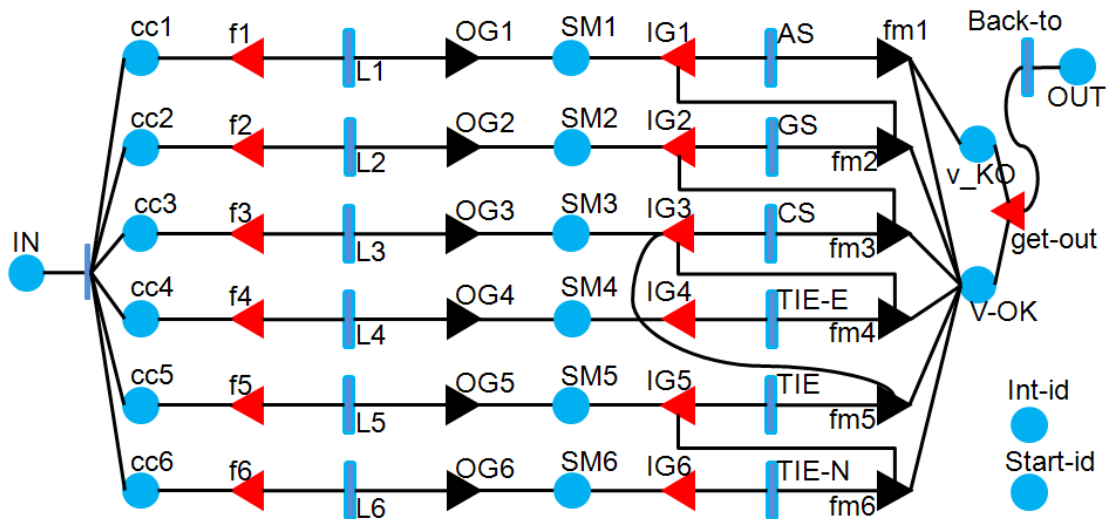 cc1 f1 L1 OG1 SM1 IG1 AS fm1 Back-to
OUT
cc2 f2 L2 OG2 SM2 IG2 GS fm2 v_KO
cc3 f3 L3 OG3 SM3 IG3 CS fm3 get-out
IN
cc4 f4 L4 OG4 SM4 IG4 TIE-E fm4 V-OK
cc5 f5 L5 OG5 SM5 IG5 TIE fm5 Int-id
cc6 f6 L6 OG6 SM6 IG6 TIE-N fm6 Start-id